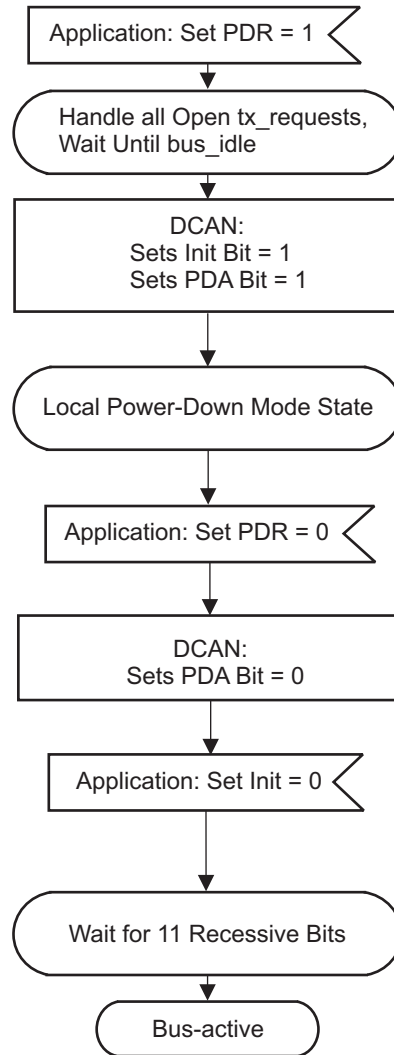 Application: Set PDR = 1
Handle all Open tx_requests,
Wait Until bus_idle
DCAN:
Sets Init Bit = 1
Sets PDA Bit = 1
Local Power-Down Mode State
Application: Set PDR = 0
DCAN:
Sets PDA Bit = 0
Application: Set Init = 0
Wait for 11 Recessive Bits
Bus-active